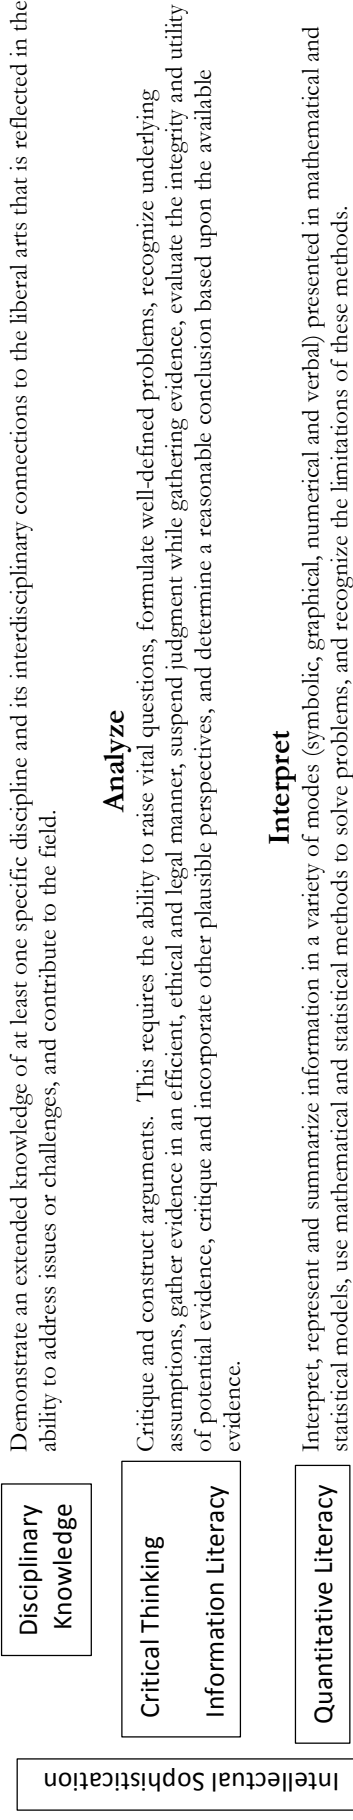 Intellectual Sophistication
Disciplinary
Knowledge
Demonstrate an extended knowledge of at least one specific discipline and its interdisciplinary connections to the liberal arts that is reflected in the
ability to address issues or challenges, and contribute to the field.
Analyze
Critical Thinking
Information Literacy
Critique and construct arguments. This requires the ability to raise vital questions, formulate well-defined problems, recognize underlying
assumptions, gather evidence in an efficient, ethical and legal manner, suspend judgment while gathering evidence, evaluate the integrity and utility
of potential evidence, critique and incorporate other plausible perspectives, and determine a reasonable conclusion based upon the available
evidence.
Interpret
Quantitative Literacy
Interpret, represent and summarize information in a variety of modes (symbolic, graphical, numerical and verbal) presented in mathematical and
statistical models, use mathematical and statistical methods to solve problems, and recognize the limitations of these methods.